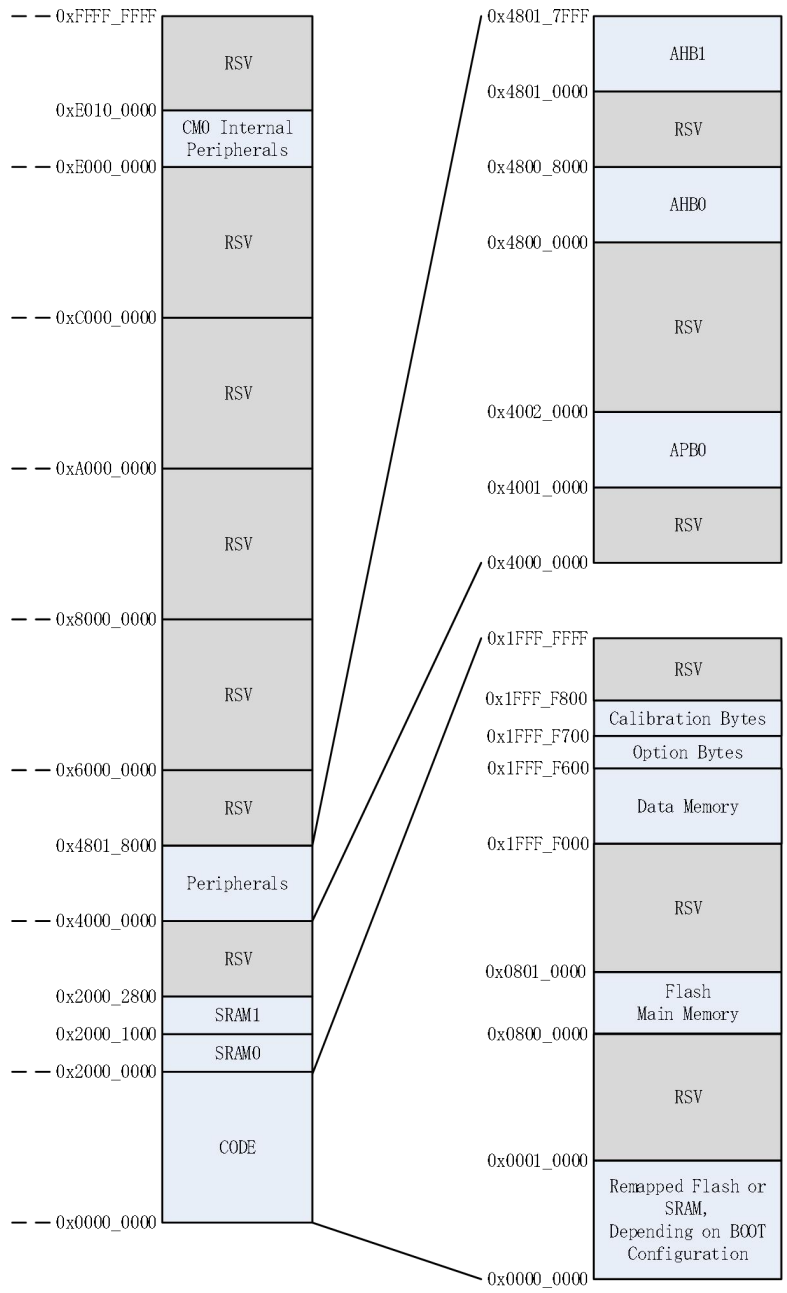 0xFFFF_FFFF
RSV
0xE010_0000
CM0 Internal
Peripherals
0xE000_0000
RSV
0xC000_0000
RSV
0xA000_0000
RSV
0x8000_0000
RSV
0x6000_0000
RSV
0x4801_8000
Peripherals
0x4000_0000
RSV
0x2000_2800
SRAM1
0x2000_1000
SRAM0
0x2000_0000
CODE
0x0000_0000
0x4801_7FFF
AHB1
0x4801_0000
RSV
0x4800_8000
AHB0
0x4800_0000
RSV
0x4002_0000
APB0
0x4001_0000
RSV
0x4000_0000
0x1FFF_FFFF
RSV
0x1FFF_F800
Calibration Bytes
0x1FFF_F700
Option Bytes
0x1FFF_F600
Data Memory
0x1FFF_F000
RSV
0x0801_0000
Flash
Main Memory
0x0800_0000
RSV
0x0001_0000
Remapped Flash or
SRAM,
Depending on BOOT
Configuration
0x0000_0000